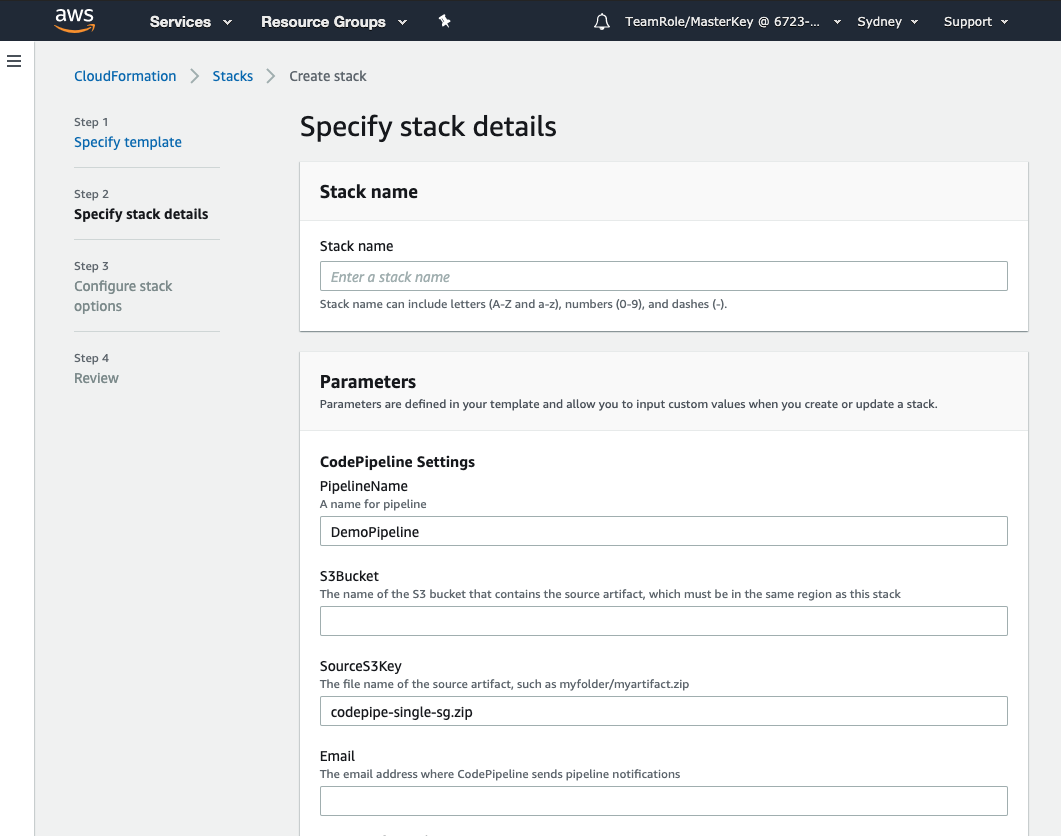 aws
Services
Resource Groups
TeamRole/MasterKey @ 6723-...
Sydney
Support
CloudFormation
Stacks
Create stack
Step 1
Specify template
Step 2
Specify stack details
Step 3
Configure stack
options
Step 4
Review
Specify stack details
Stack name
Stack name
Enter a stack name
Stack name can include letters (A-Z and a-z), numbers (0-9), and dashes (-).
Parameters
Parameters are defined in your template and allow you to input custom values when you create or update a stack.
CodePipeline Settings
PipelineName
A name for pipeline
DemoPipeline
S3Bucket
The name of the S3 bucket that contains the source artifact, which must be in the same region as this stack
SourceS3Key
The file name of the source artifact, such as myfolder/myartifact.zip
codepipe-single-sg.zip
Email
The email address where CodePipeline sends pipeline notifications